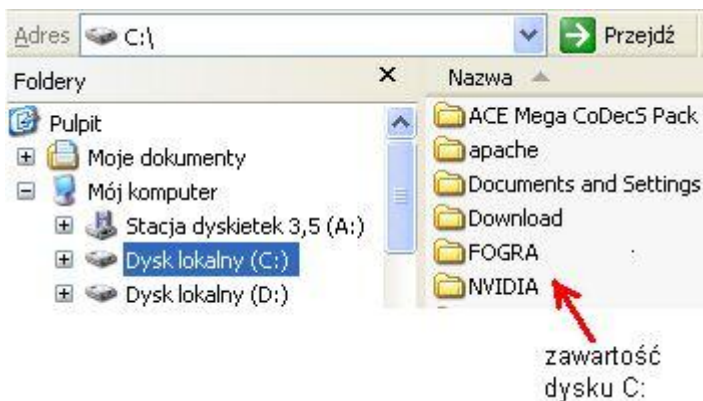 Adres C:\ Przejdź
Foldery x Nazwa
Pulpit
Moje dokumenty
Mój komputer
Stacja dyskietek 3,5 (A:)
Dysk lokalny (C:)
Dysk lokalny (D:)
ACE Mega CoDecS Pack
apache
Documents and Settings
Download
FOGRA
NVIDIA
zawartość
dysku C: